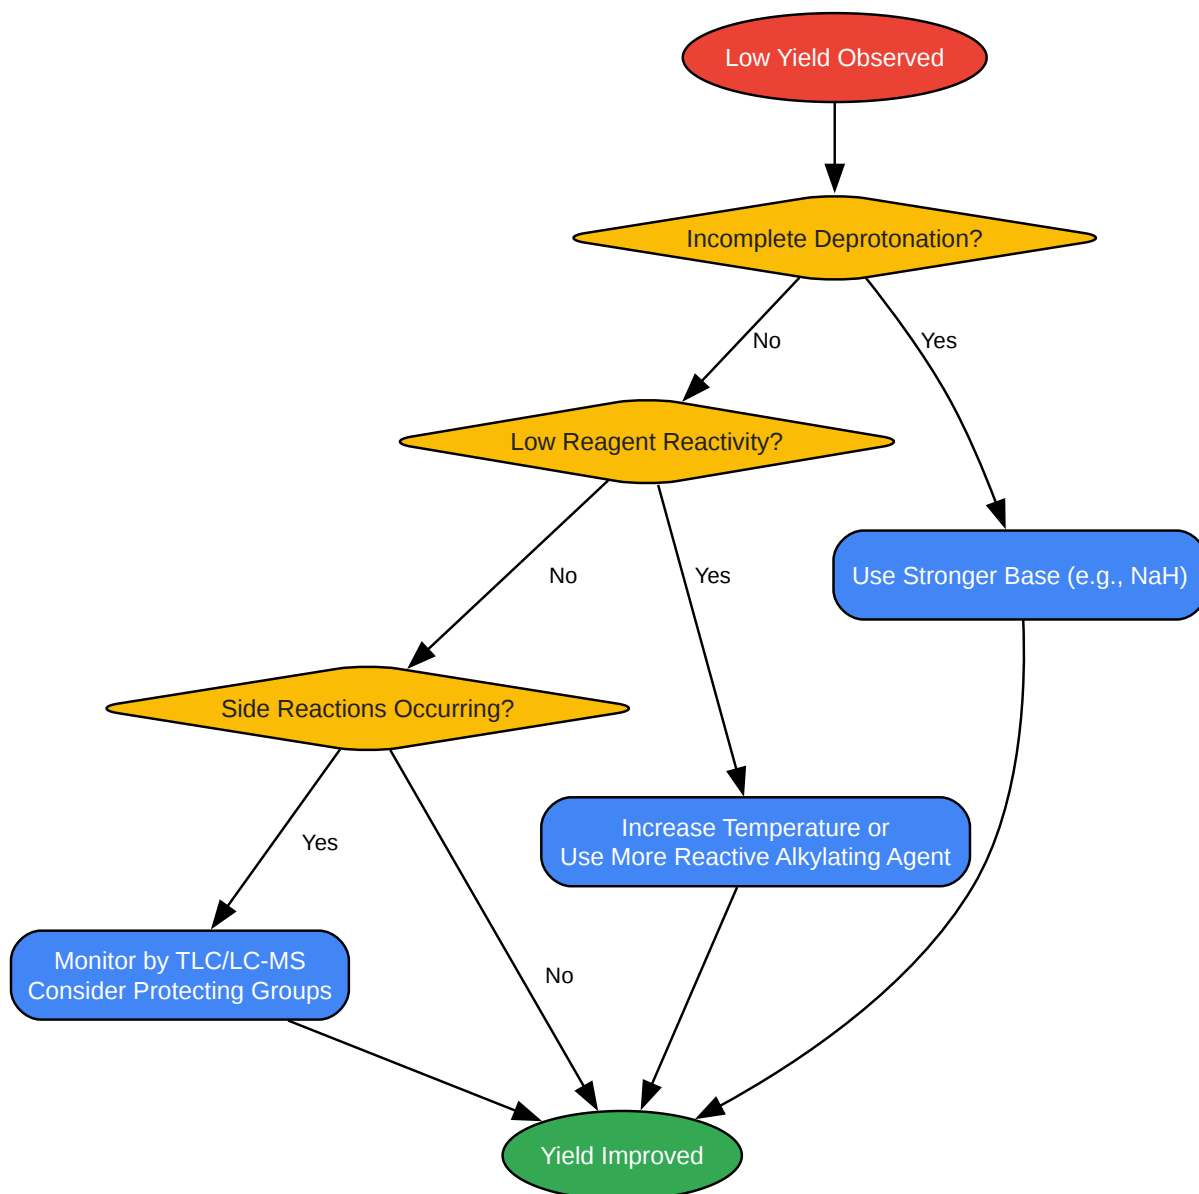 Low Yield Observed
Incomplete Deprotonation?
No
Yes
Low Reagent Reactivity?
No
Yes
Use Stronger Base (e.g., NaH)
Side Reactions Occurring?
Yes
Increase Temperature or
Use More Reactive Alkylating Agent
Monitor by TLC/LC-MS
Consider Protecting Groups
No
Yield Improved